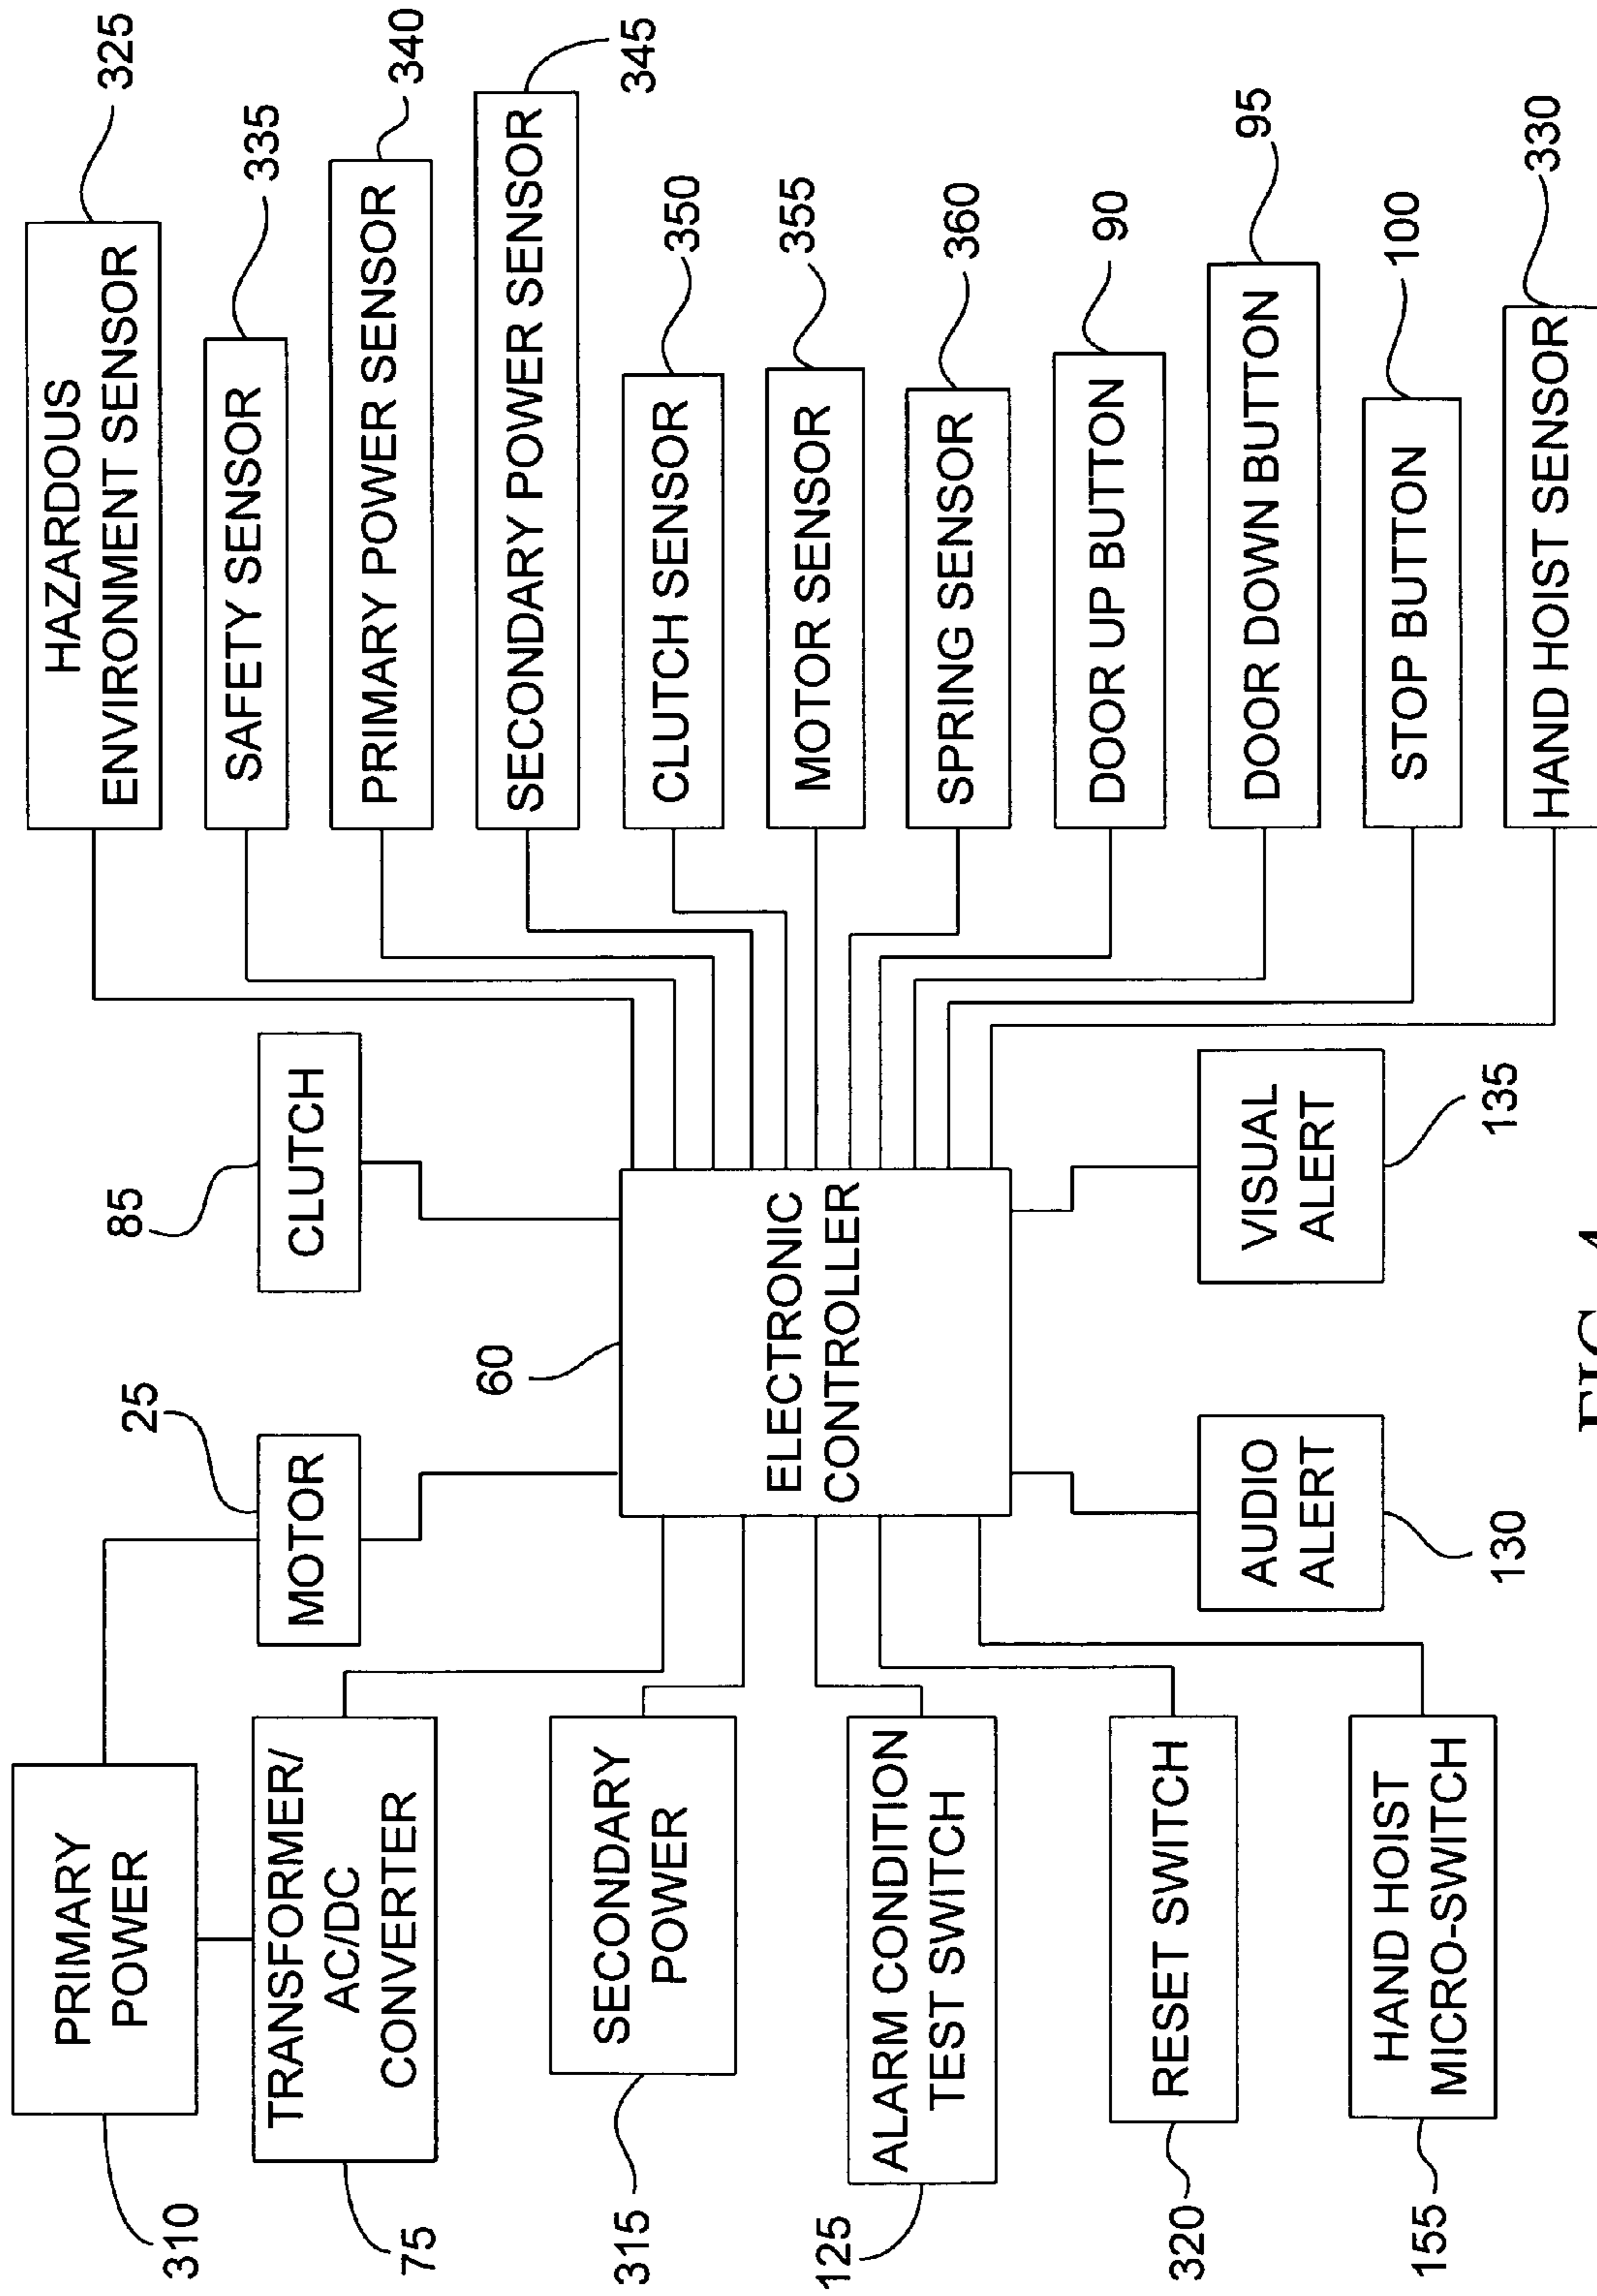 310
PRIMARY
POWER
75
TRANSFORMER/
AC/DC
CONVERTER
315
SECONDARY
POWER
125
ALARM CONDITION
TEST SWITCH
320
RESET SWITCH
155
HAND HOIST
MICRO-SWITCH
25
MOTOR
85
CLUTCH
60
ELECTRONIC
CONTROLLER
AUDIO
ALERT
130
VISUAL
ALERT
135
HAZARDOUS
ENVIRONMENT SENSOR
325
SAFETY SENSOR
335
PRIMARY POWER SENSOR
340
SECONDARY POWER SENSOR
345
CLUTCH SENSOR
350
MOTOR SENSOR
355
SPRING SENSOR
360
DOOR UP BUTTON
90
DOOR DOWN BUTTON
95
STOP BUTTON
100
HAND HOIST SENSOR
330